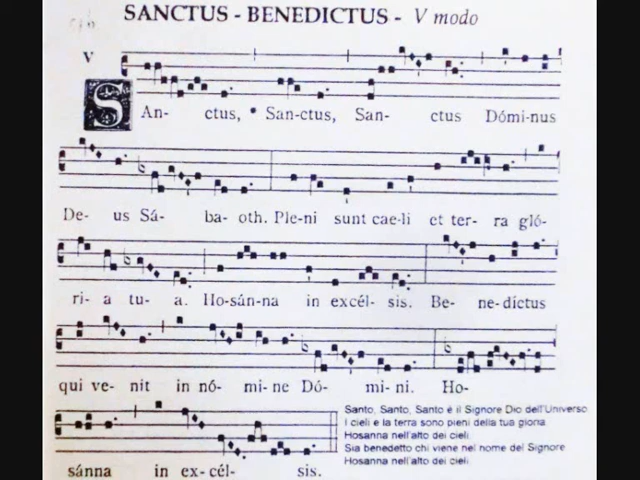 SANCTUS - BENEDICTUS - V modo
V
SAn- ctus, * San-ctus, San- ctus Dómi-nus
De- us Sá- ba- oth. Ple-ni sunt cae-li et ter- ra gló-
ri- a tu- a. Ho-sán-na in excél- sis. Be- ne-díctus
qui ve- nit in nó- mi-ne Dó- mi-ni. Ho-
sánna in ex-cél- sis.
Santo, Santo, Santo è il Signore Dio dell'Universo
I cieli e la terra sono pieni della tua gloria
Hosanna nell'alto dei cieli
Sia benedetto chi viene nel nome del Signore
Hosanna nell'alto dei cieli